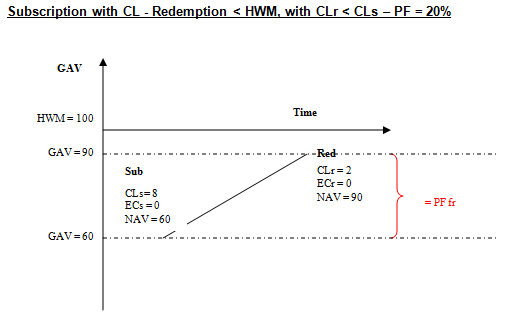 Subscription with CL - Redemption < HWM, with CLr < CLs – PF = 20%
GAV
Time
HWM = 100
GAV = 90
Red
Sub
CLr = 2
ECr = 0
NAV = 90
CLs = 8
ECs = 0
NAV = 60
= PF fr
GAV = 60